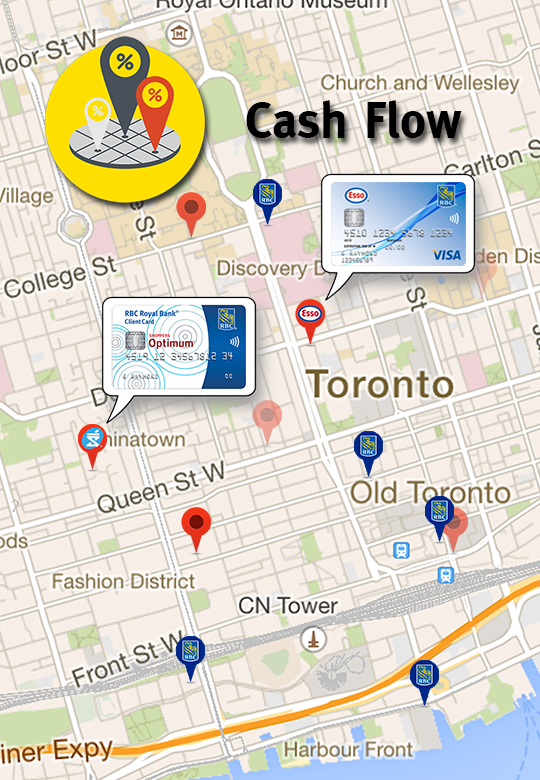 Royal Ontario Museum
loor St W
M
%
%
%
Church and Wellesley
Cash Flow
Carlton S
Village
RBC
Esso
RBC
4510 1234 5678 1234
VISA
e St
College St
Discovery D
den Dis
e St
Esso
RBC Royal Bank®
Client Card
RBC
SHOPPERS
Optimum
4519 12 34567812 34
00
Toronto
D
hinatown
RBC
Queen St W
Old Toronto
RBC
ods
Fashion District
CN Tower
Front St W
RBC
RBC
iner Expy
Harbour Front